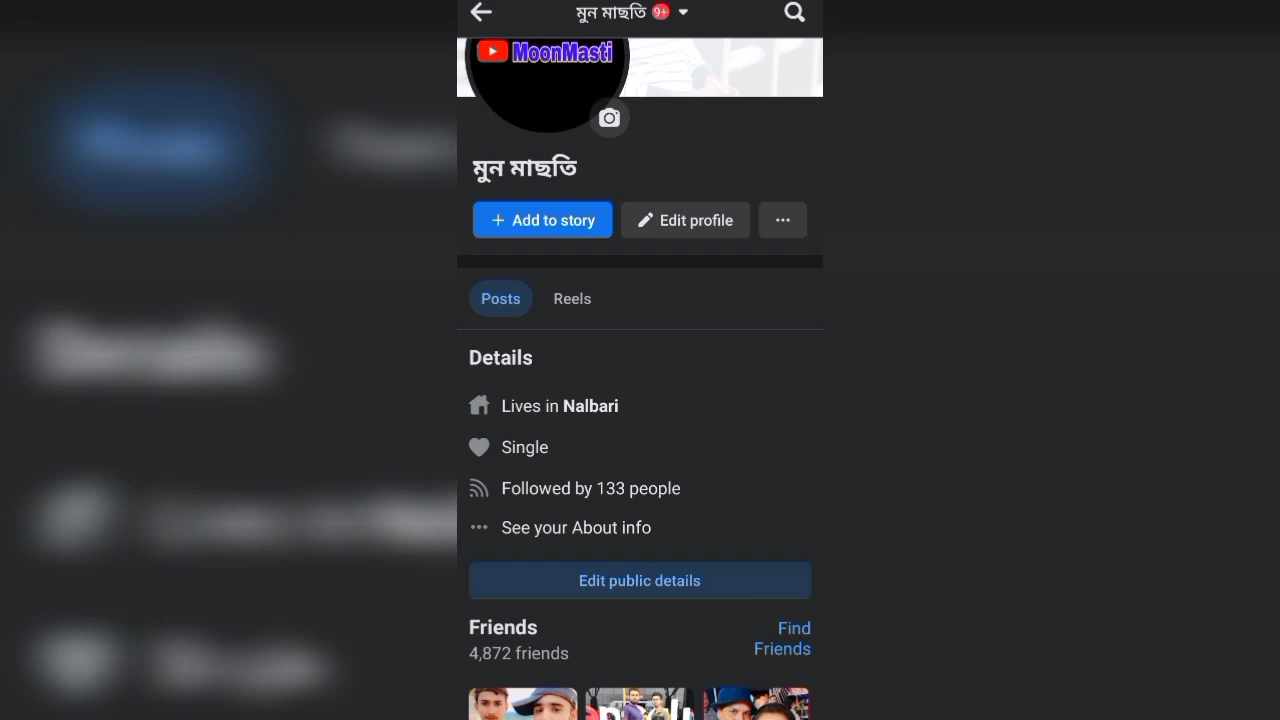 মুন মাছতি 9+
MoonMasti
মুন মাছতি
+ Add to story
Edit profile
Posts
Reels
Details
Lives in Nalbari
Single
Followed by 133 people
See your About info
Edit public details
Friends
4,872 friends
Find
Friends